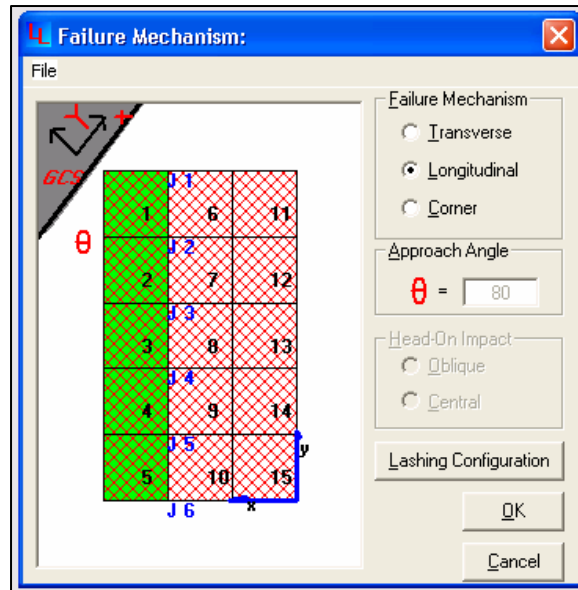 LL Failure Mechanism:
File
Y +
GCS
θ
J 1
1 6 11
J 2
2 7 12
J 3
3 8 13
J 4
4 9 14
J 5
5 10 15
y
x
J 6
Failure Mechanism
Transverse
Longitudinal
Corner
Approach Angle
θ = 80
Head-On Impact
Oblique
Central
Lashing Configuration
OK
Cancel